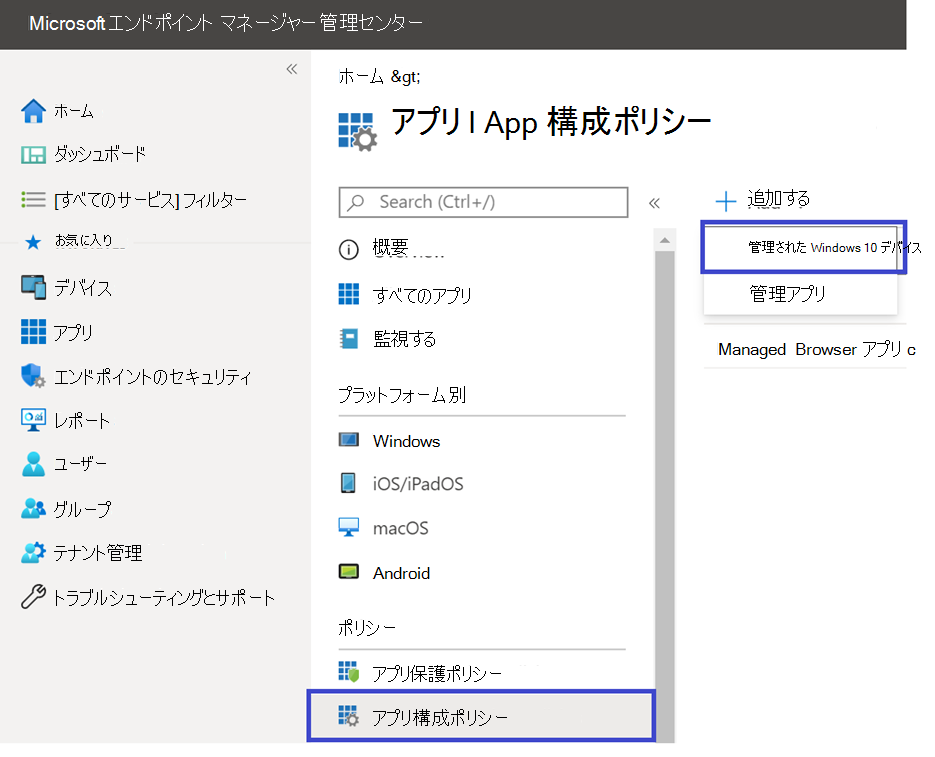 Microsoftエンドポイント マネージャー管理センター
«
ホーム
ダッシュボード
[すべてのサービス]フィルター
お気に入り
デバイス
アプリ
エンドポイントのセキュリティ
レポート
ユーザー
グループ
テナント管理
トラブルシューティングとサポート
ホーム &gt;
アプリ | App 構成ポリシー
Search (Ctrl+/)
«
概要
すべてのアプリ
監視する
プラットフォーム別
Windows
iOS/iPadOS
macOS
Android
ポリシー
アプリ保護ポリシー
アプリ構成ポリシー
追加する
管理された Windows 10 デバイス
管理アプリ
Managed Browser アプリ c